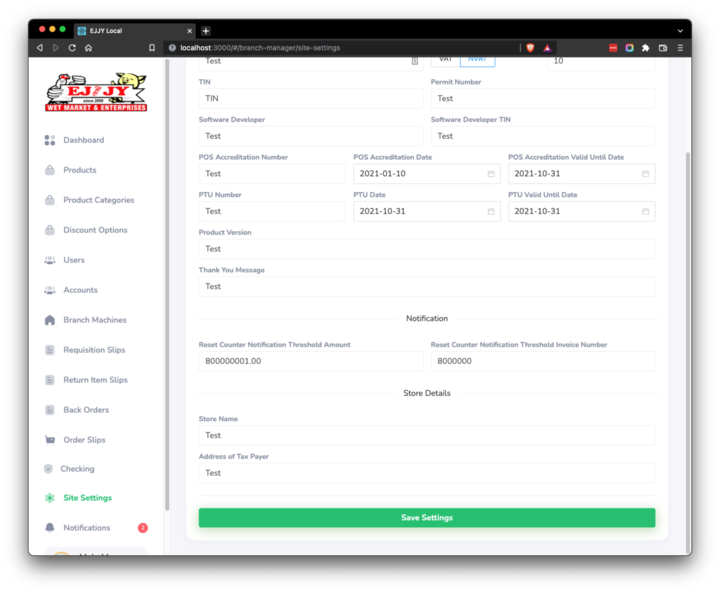 EJJY Local
localhost:3000/#/branch-manager/site-settings
EJ&JY
since 2009
WET MARKET & ENTERPRISES
Dashboard
Products
Product Categories
Discount Options
Users
Accounts
Branch Machines
Requisition Slips
Return Item Slips
Back Orders
Order Slips
Checking
Site Settings
Notifications
2
Test
VAT
NVAT
10
TIN
Permit Number
TIN
Test
Software Developer
Software Developer TIN
Test
Test
POS Accreditation Number
POS Accreditation Date
POS Accreditation Valid Until Date
Test
2021-01-10
2021-10-31
PTU Number
PTU Date
PTU Valid Until Date
Test
2021-10-31
2021-10-31
Product Version
Test
Thank You Message
Test
Notification
Reset Counter Notification Threshold Amount
Reset Counter Notification Threshold Invoice Number
800000001.00
8000000
Store Details
Store Name
Test
Address of Tax Payer
Test
Save Settings